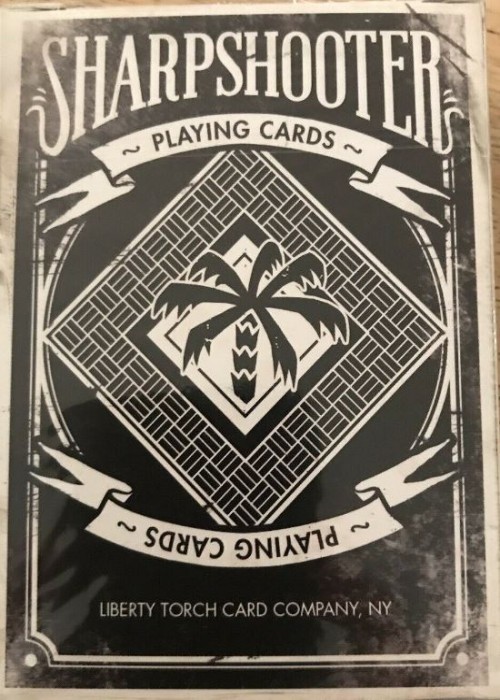 SHARPSHOOTER
~ PLAYING CARDS ~
~ PLAYING CARDS ~
LIBERTY TORCH CARD COMPANY, NY